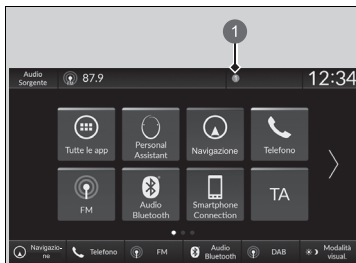 1
Audio
Sorgente
87.9
12:34
Tutte le app
Personal
Assistant
Navigazione
Telefono
FM
Audio
Bluetooth
Smartphone
Connection
TA
Navigazio-
ne
Telefono
FM
Audio
Bluetooth
DAB
Modalità
visual.